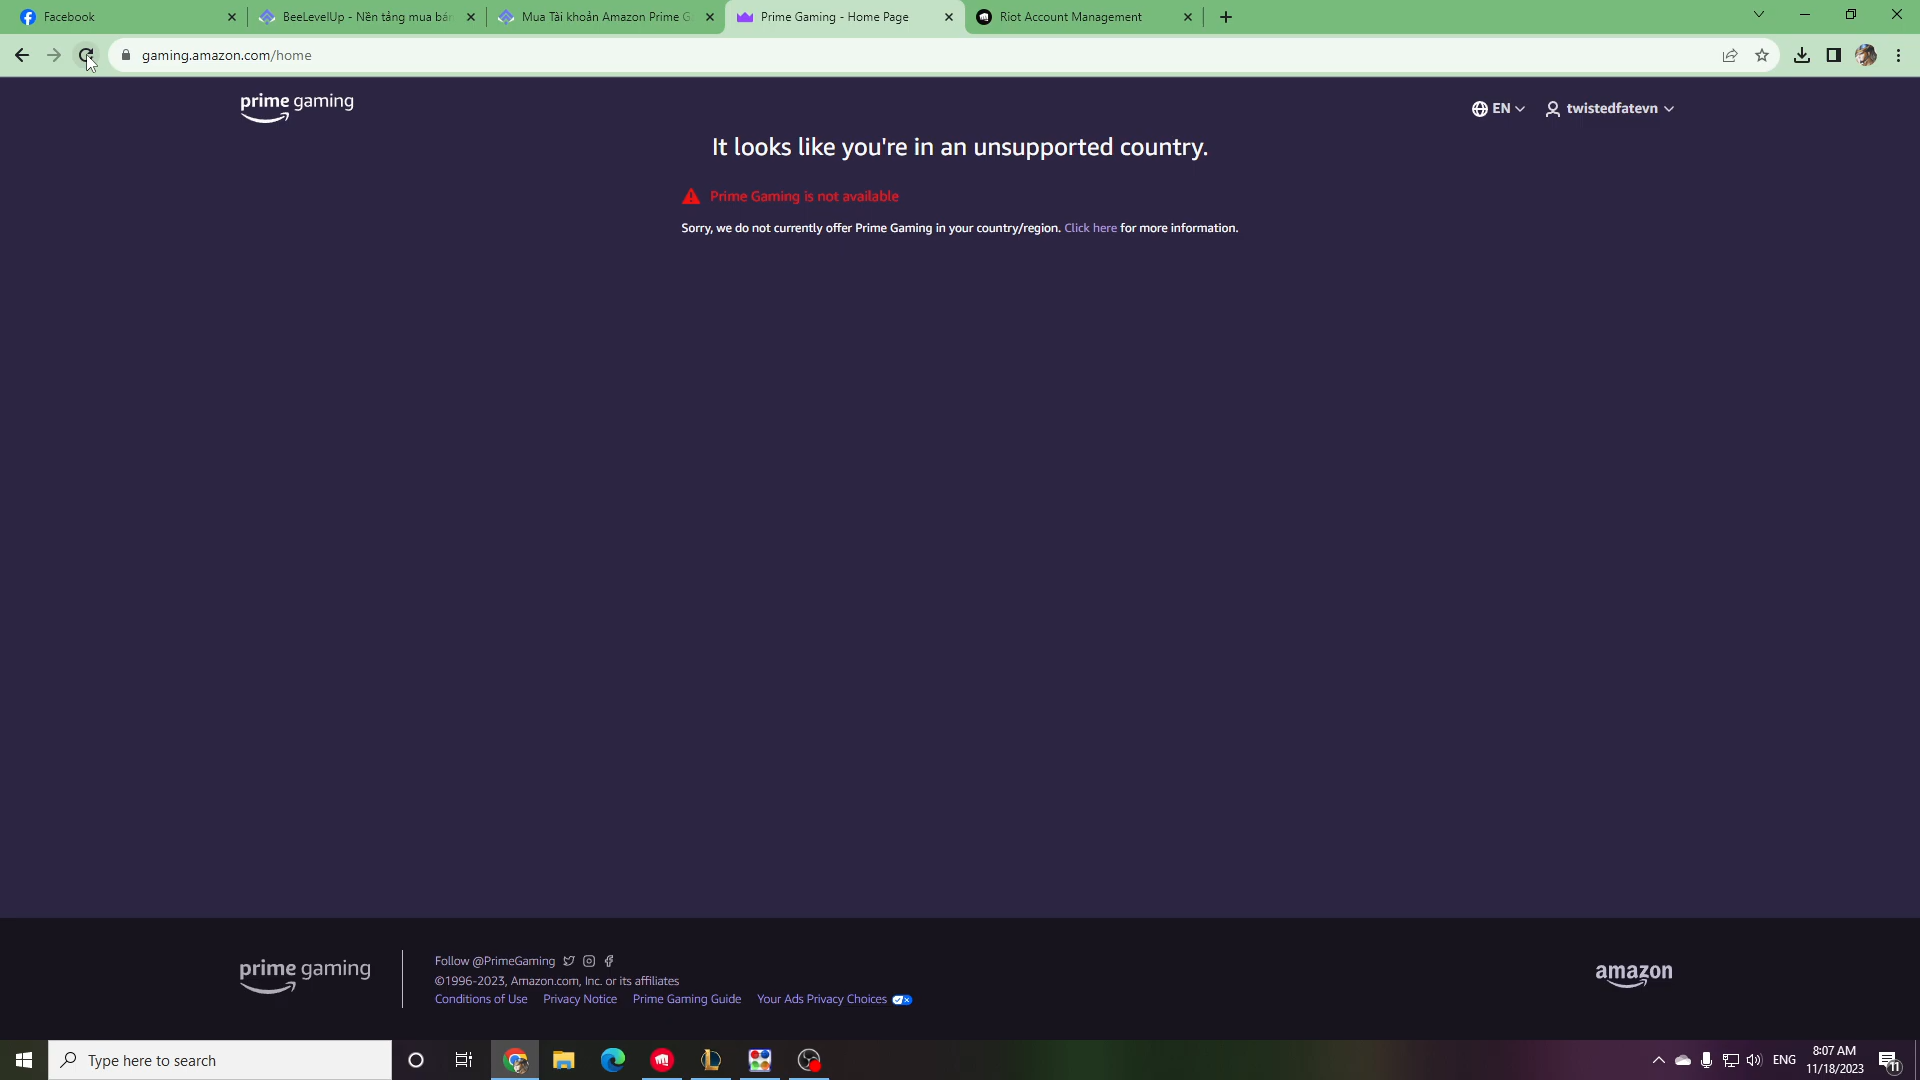 Facebook
BeeLevelUp - Nền tảng mua bán
Mua Tài khoản Amazon Prime G
Prime Gaming - Home Page
Riot Account Management
gaming.amazon.com/home
prime gaming
EN
twistedfatevn
It looks like you're in an unsupported country.
Prime Gaming is not available
Sorry, we do not currently offer Prime Gaming in your country/region. Click here for more information.
prime gaming
Follow @PrimeGaming
©1996-2023, Amazon.com, Inc. or its affiliates
Conditions of Use Privacy Notice Prime Gaming Guide Your Ads Privacy Choices
amazon
Type here to search
ENG
8:07 AM
11/18/2023
11